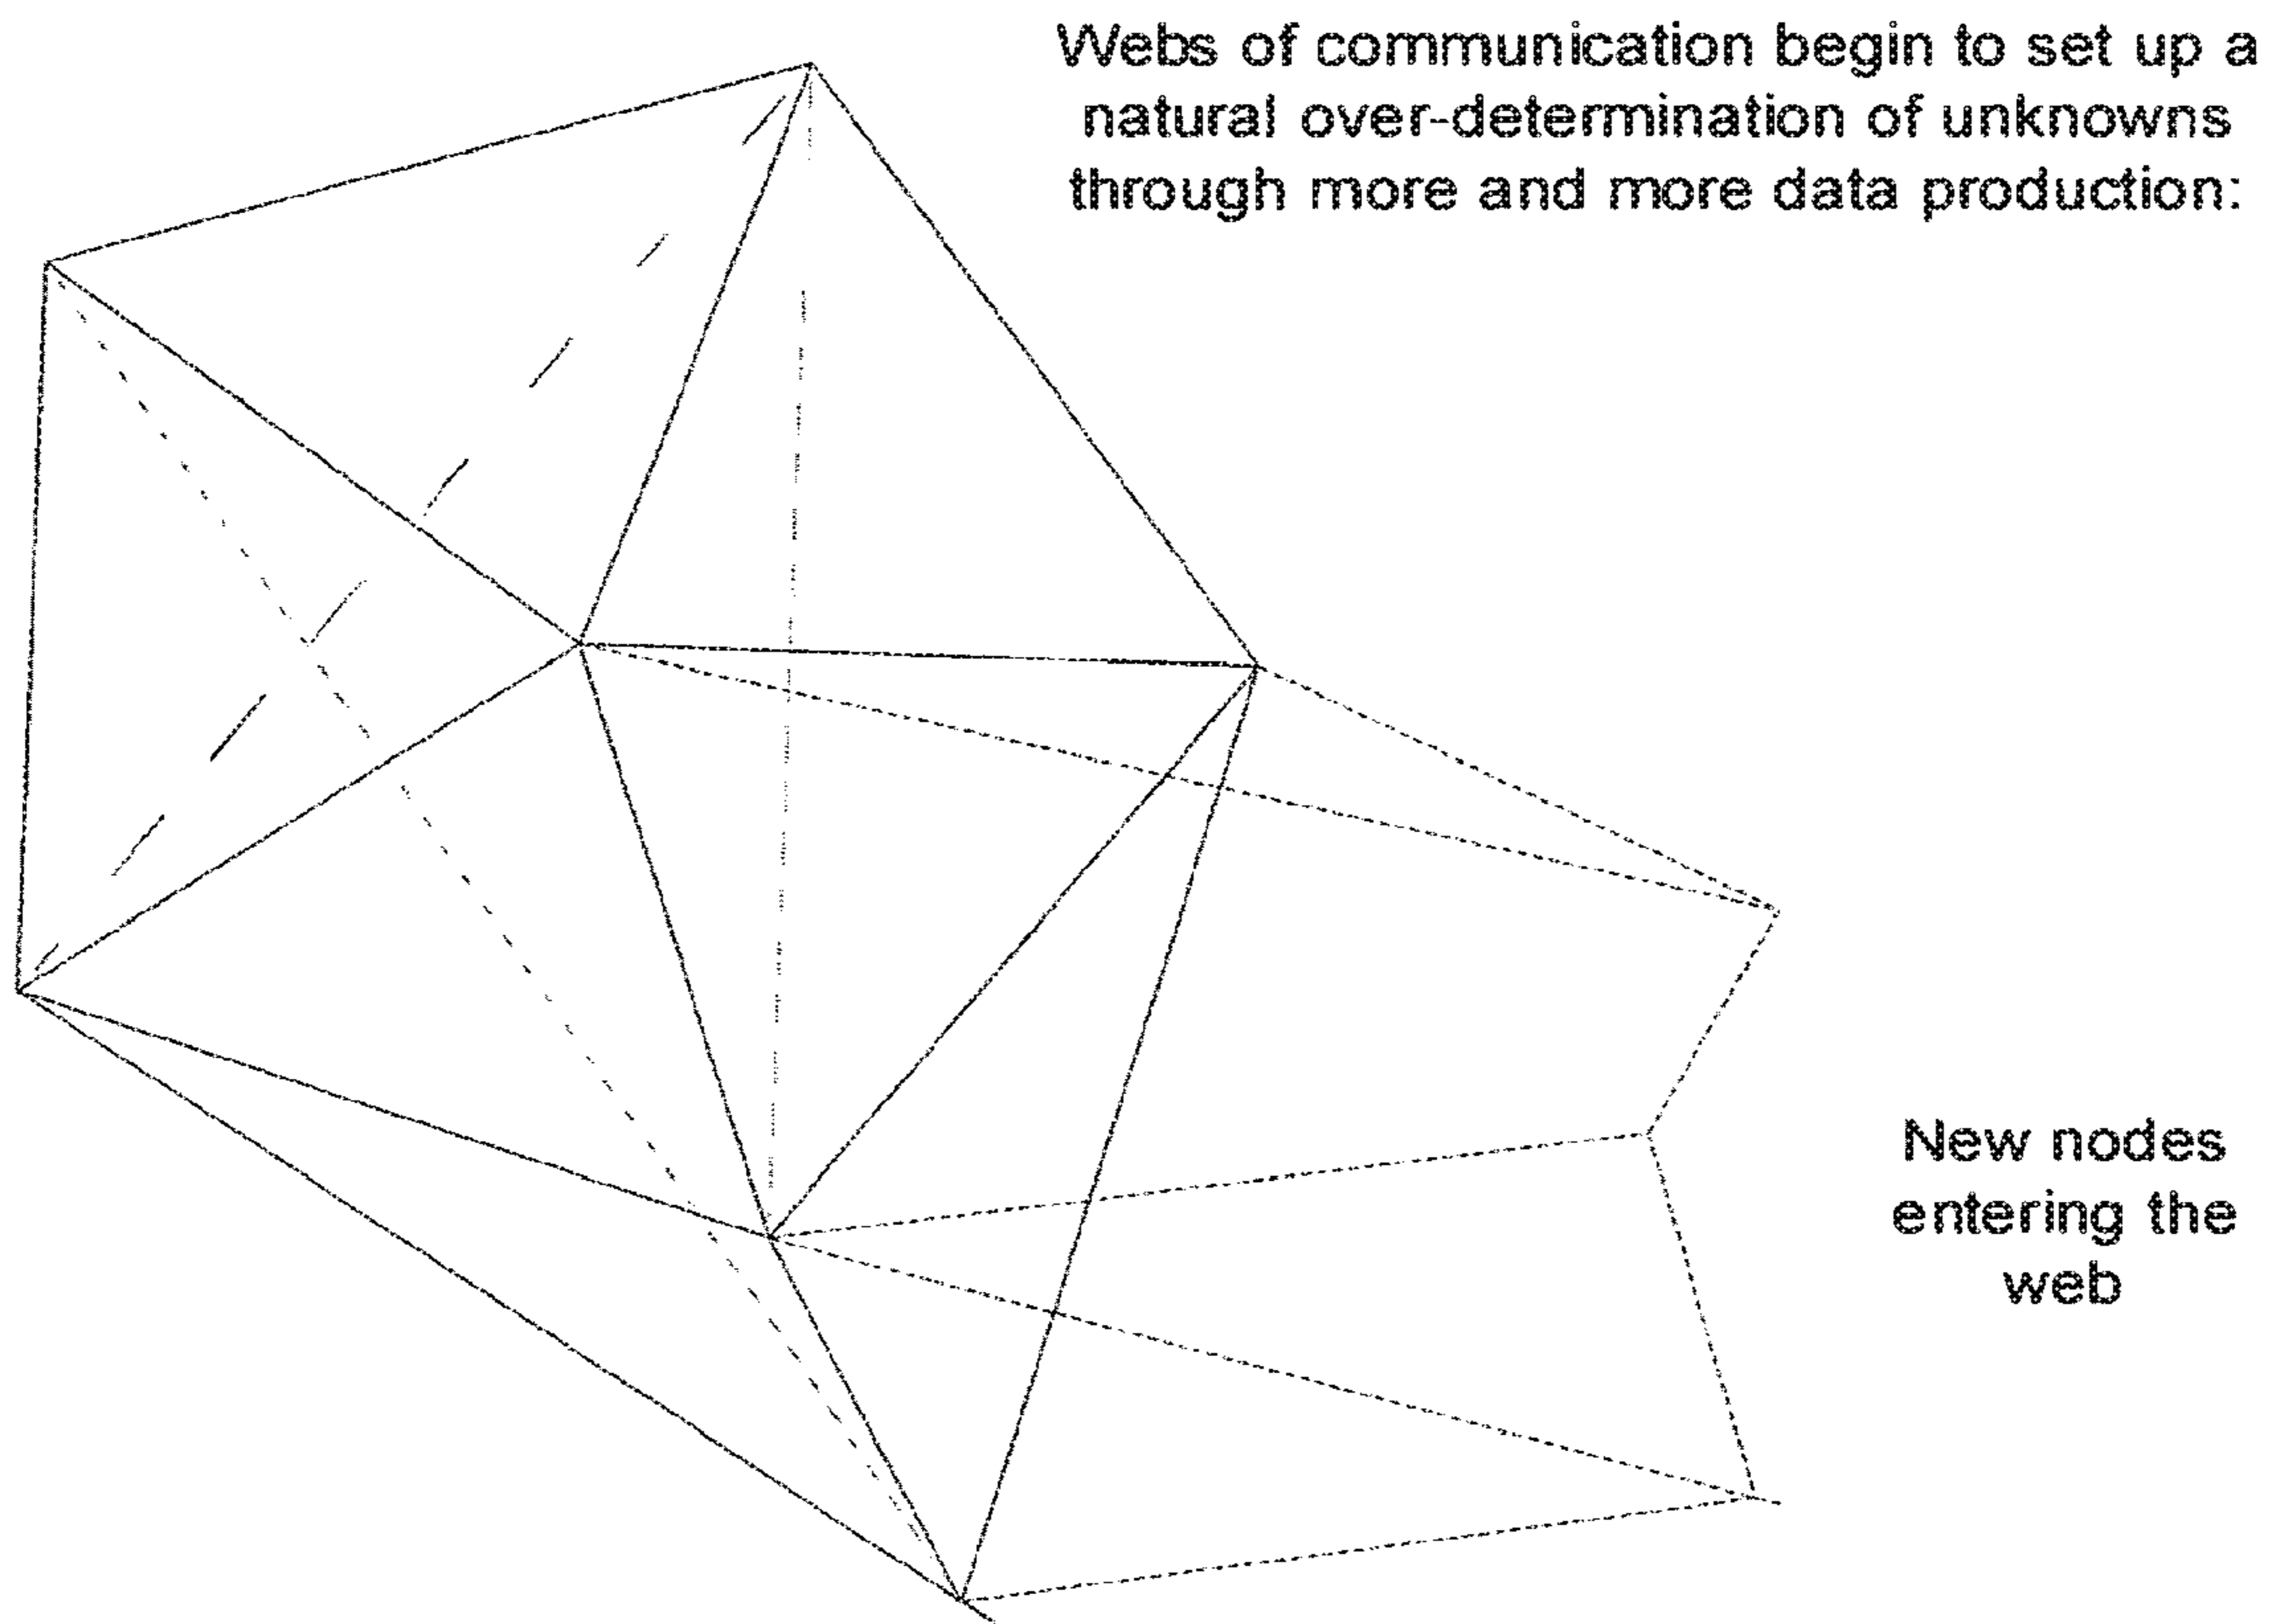 Webs of communication begin to set up a
natural over-determination of unknowns
through more and more data production:
New nodes
entering the
web